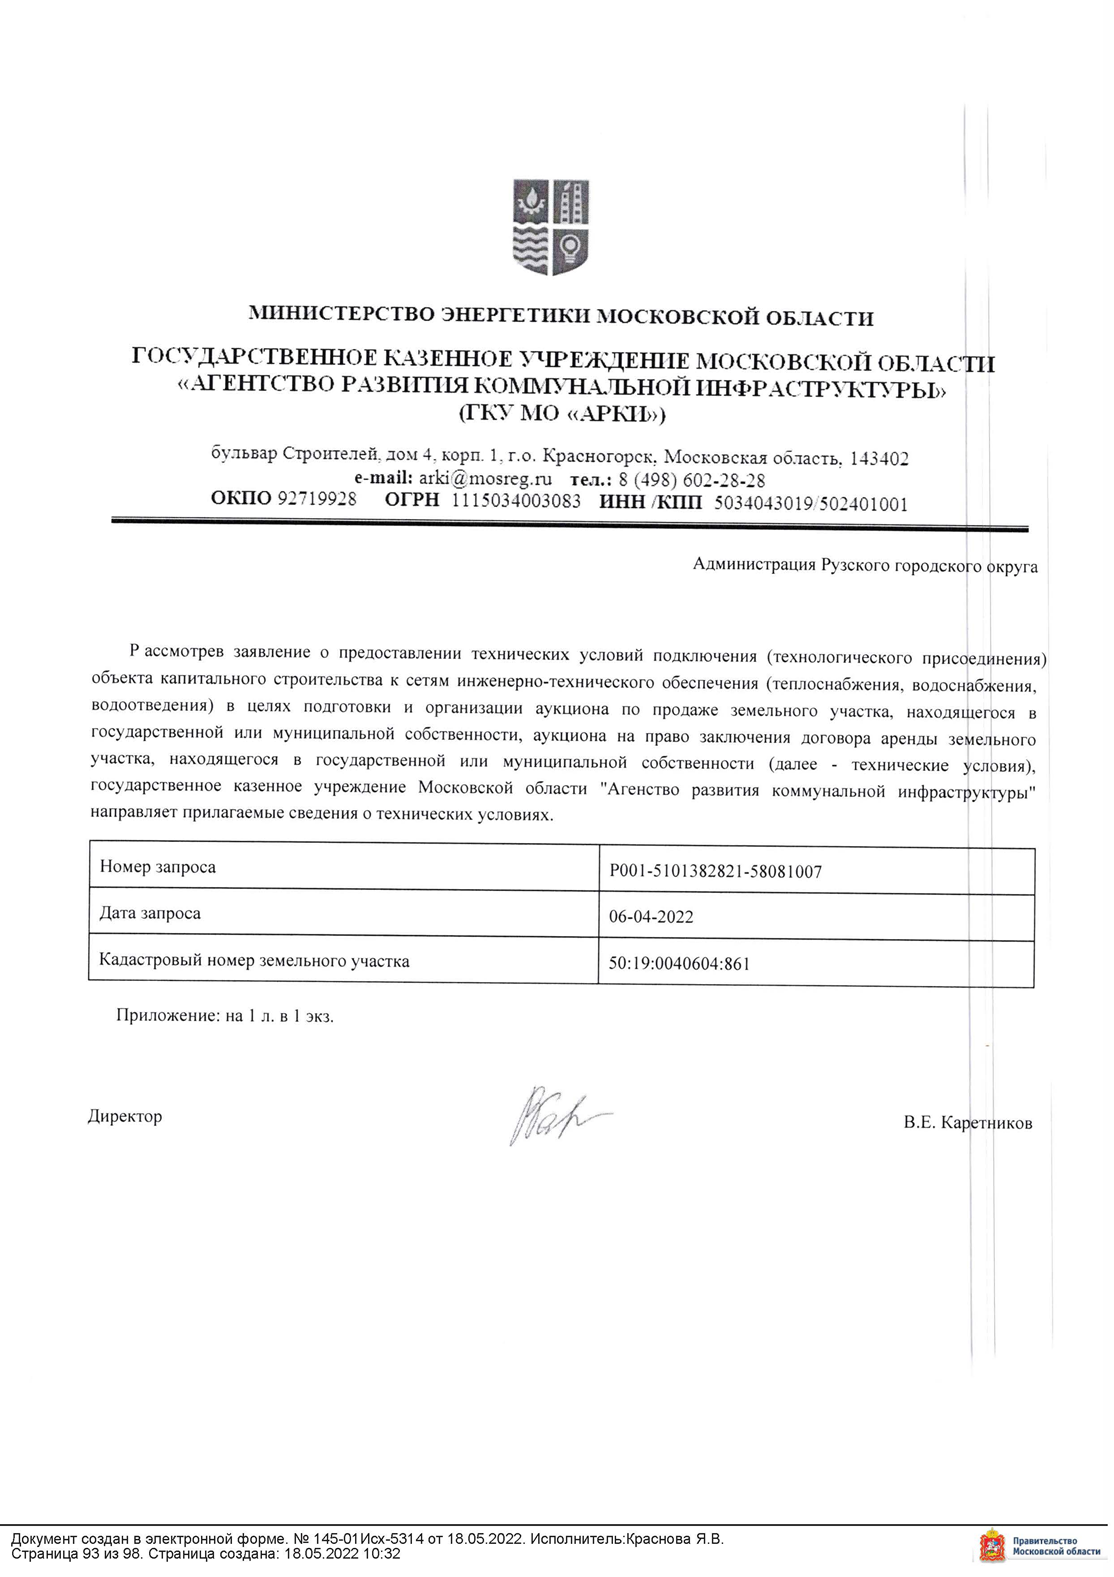 МИНИСТЕРСТВО ЭНЕРГЕТИКИ МОСКОВСКОЙ ОБЛАСТИ
ГОСУДАРСТВЕННОЕ КАЗЕННОЕ УЧРЕЖДЕНИЕ МОСКОВСКОЙ ОБЛАСТИ
«АГЕНТСТВО РАЗВИТИЯ КОММУНАЛЬНОЙ ИНФРАСТРУКТУРЫ»
(ГКУ МО «АРКИ»)
бульвар Строителей, дом 4, корп. 1, г.о. Красногорск, Московская область, 143402
e-mail: arki@mosreg.ru тел.: 8 (498) 602-28-28
ОКПО 92719928 ОГРН 1115034003083 ИНН /КПП 5034043019/502401001
Администрация Рузского городского округа
Р ассмотрев заявление о предоставлении технических условий подключения (технологического присоединения)
объекта капитального строительства к сетям инженерно-технического обеспечения (теплоснабжения, водоснабжения,
водоотведения) в целях подготовки и организации аукциона по продаже земельного участка, находящегося в
государственной или муниципальной собственности, аукциона на право заключения договора аренды земельного
участка, находящегося в государственной или муниципальной собственности (далее - технические условия),
государственное казенное учреждение Московской области "Агенство развития коммунальной инфраструктуры"
направляет прилагаемые сведения о технических условиях.
Номер запроса P001-5101382821-58081007
Дата запроса 06-04-2022
Кадастровый номер земельного участка 50:19:0040604:861
Приложение: на 1 л. в 1 экз.
Директор В.Е. Каретников
Документ создан в электронной форме. № 145-01Исх-5314 от 18.05.2022. Исполнитель:Краснова Я.В.
Страница 93 из 98. Страница создана: 18.05.2022 10:32
Правительство
Московской области